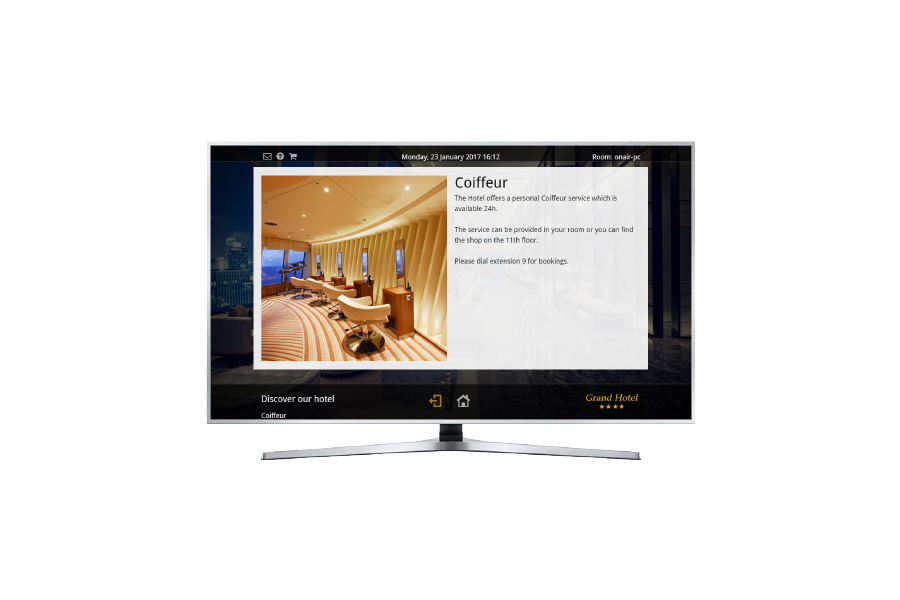 Monday, 23 January 2017 16:12
Room: onair-pc
Coiffeur
The Hotel offers a personal Coiffeur service which is
available 24h.
The service can be provided in your room or you can find
the shop on the 11th floor.
Please dial extension 9 for bookings.
Discover our hotel
Coiffeur
Grand Hotel